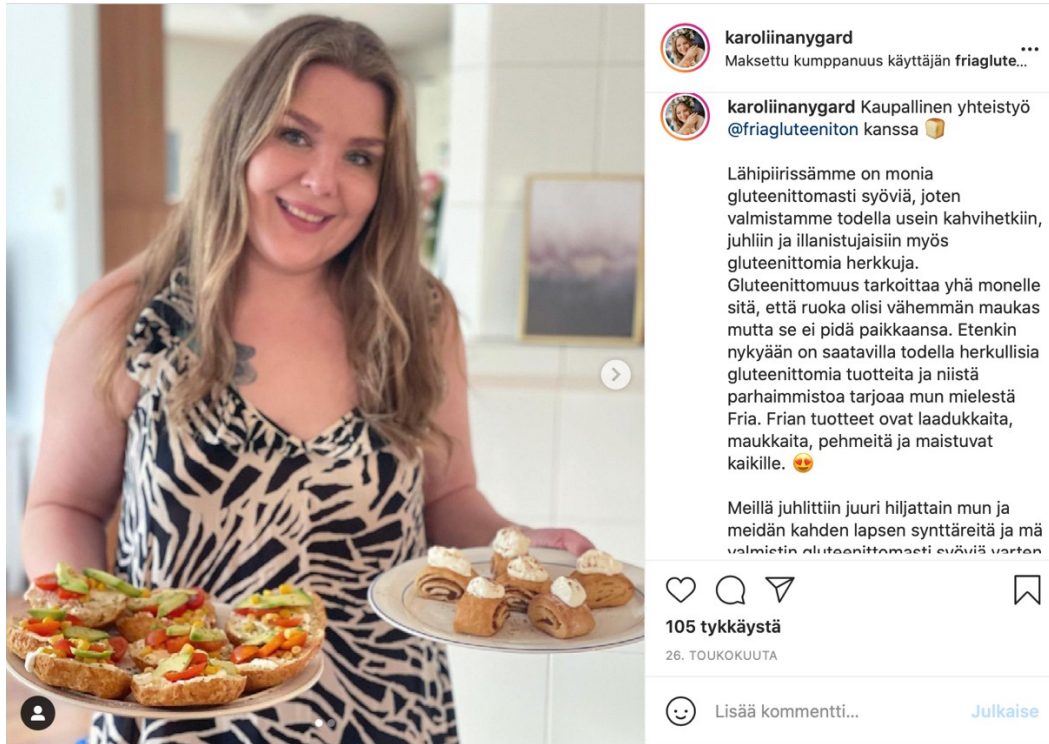 karoliinanygard
Maksettu kumppanuus käyttäjän friaglute...
karoliinanygard Kaupallinen yhteistyö
@friagluteeniton kanssa
Lähipiirissämme on monia
gluteenittomasti syöviä, joten
valmistamme todella usein kahvihetkiin,
juhliin ja illanistujaisiin myös
gluteenittomia herkkuja.
Gluteenittomuus tarkoittaa yhä monelle
sitä, että ruoka olisi vähemmän maukas
mutta se ei pidä paikkaansa. Etenkin
nykyään on saatavilla todella herkullisia
gluteenittomia tuotteita ja niistä
parhaimmistoa tarjoaa mun mielestä
Fria. Frian tuotteet ovat laadukkaita,
maukkaita, pehmeitä ja maistuvat
kaikille.
Meillä juhlittiin juuri hiljattain mun ja
meidän kahden lapsen synttäreitä ja mä
valmistin gluteenittomasti syöviä varten
105 tykkäystä
26. TOUKOKUUTA
Lisää kommentti...
Julkaise